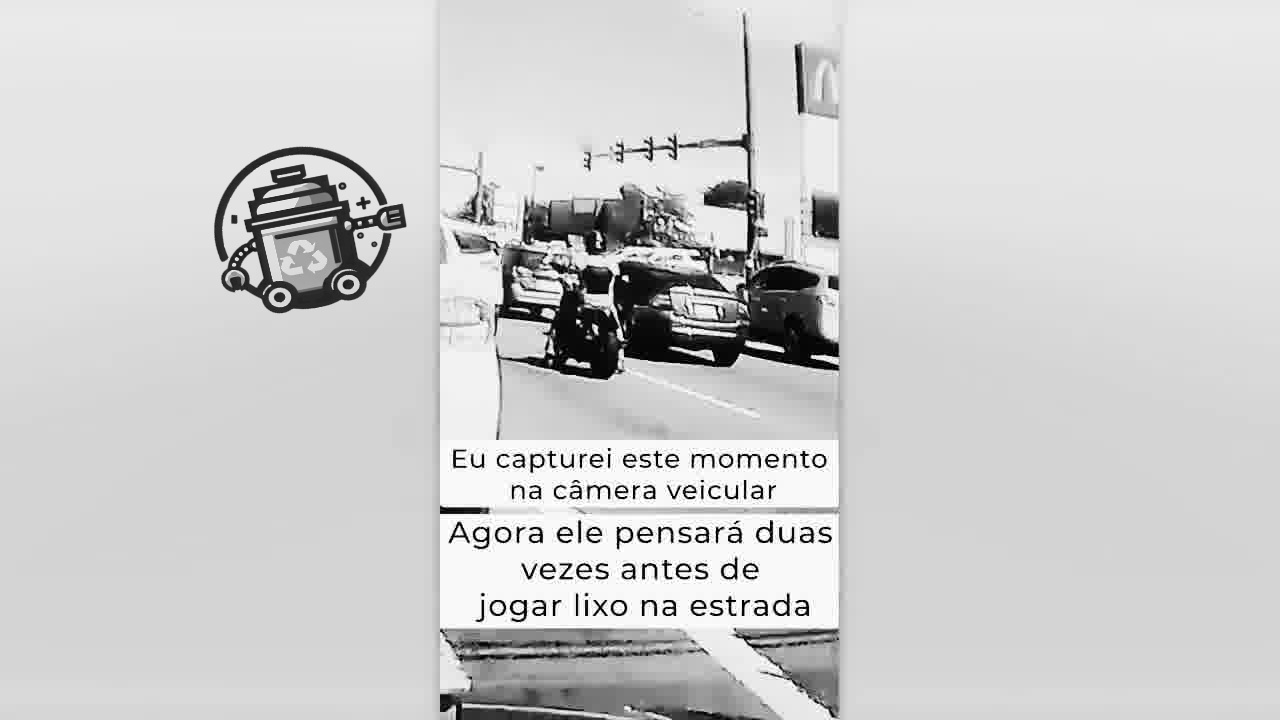 Eu capturei este momento
na câmera veicular
Agora ele pensará duas
vezes antes de
jogar lixo na estrada